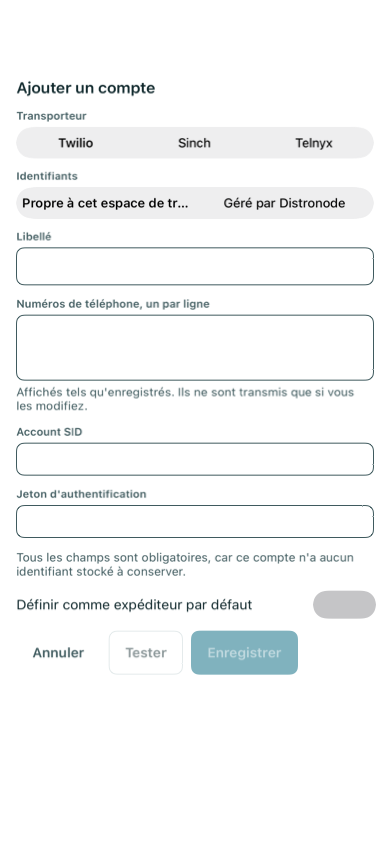 Ajouter un compte
Transporteur
Twilio
Sinch
Telnyx
Identifiants
Propre à cet espace de tr...
Géré par Distronode
Libellé
Numéros de téléphone, un par ligne
Affichés tels qu'enregistrés. Ils ne sont transmis que si vous
les modifiez.
Account SID
Jeton d'authentification
Tous les champs sont obligatoires, car ce compte n'a aucun
identifiant stocké à conserver.
Définir comme expéditeur par défaut
Annuler
Tester
Enregistrer